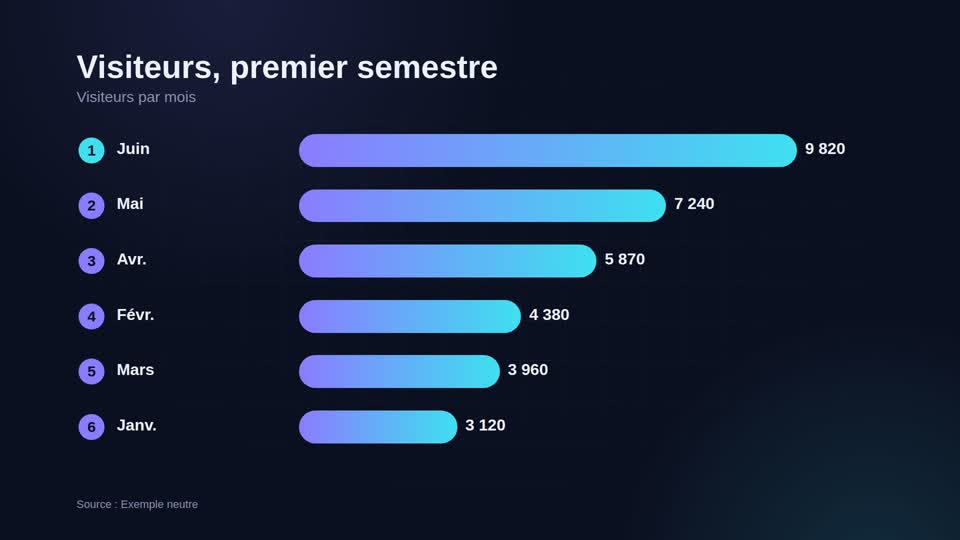 Visiteurs, premier semestre
Visiteurs par mois
1 Juin 9 820
2 Mai 7 240
3 Avr. 5 870
4 Févr. 4 380
5 Mars 3 960
6 Janv. 3 120
Source : Exemple neutre